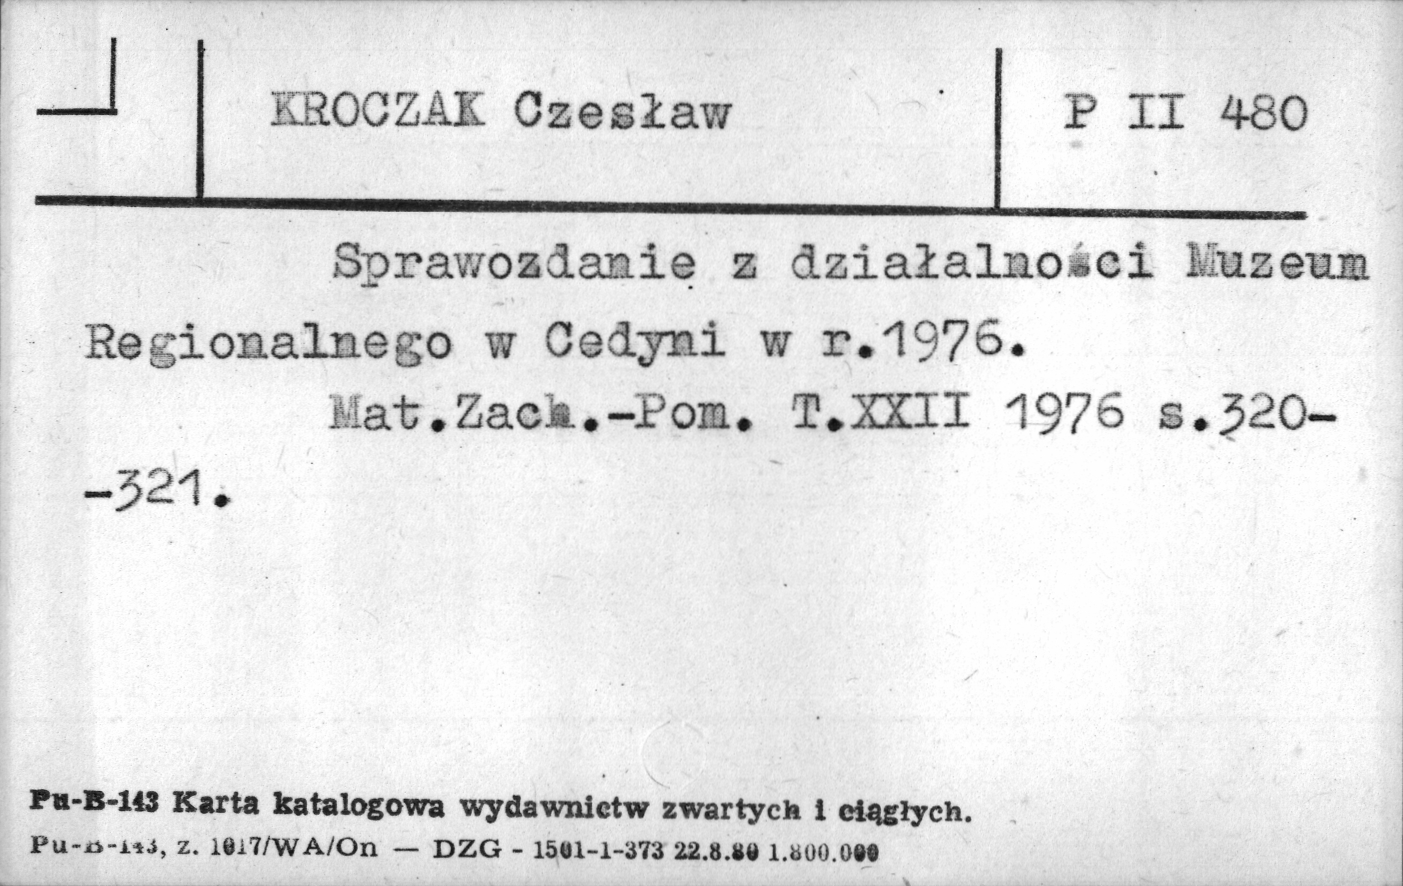 KROCZAK Czesław
P II 480
Sprawozdanie z działalności Muzeum
Regionalnego w Cedyni w r.1976.
Mat.Zach.-Pom. T.XXII 1976 s.320-
-321.
Pu-B-143 Karta katalogowa wydawnictw zwartych i ciągłych.
Pu-B-143, z. 1017/WA/On — DZG - 1501-1-373 22.8.80 1.800.000